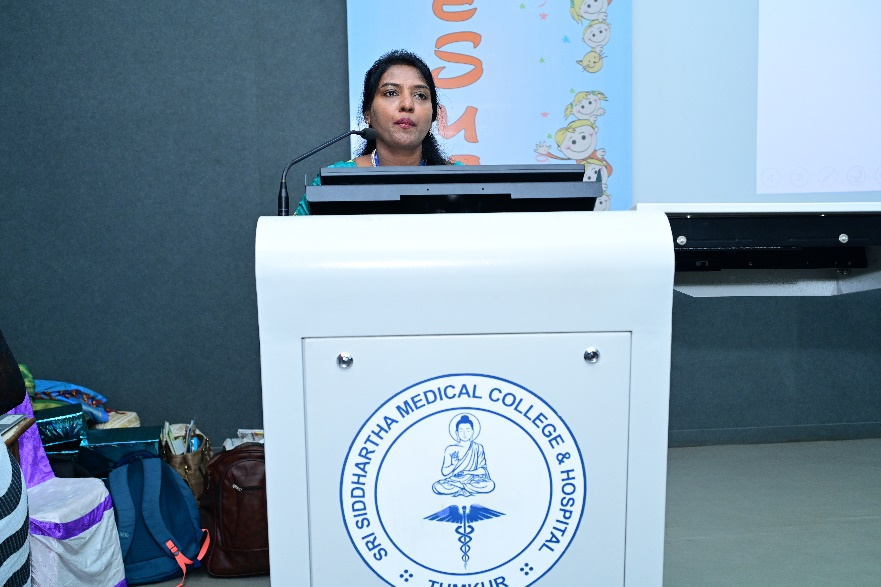 SRI SIDDHARTHA MEDICAL COLLEGE & HOSPITAL
TUMKUR